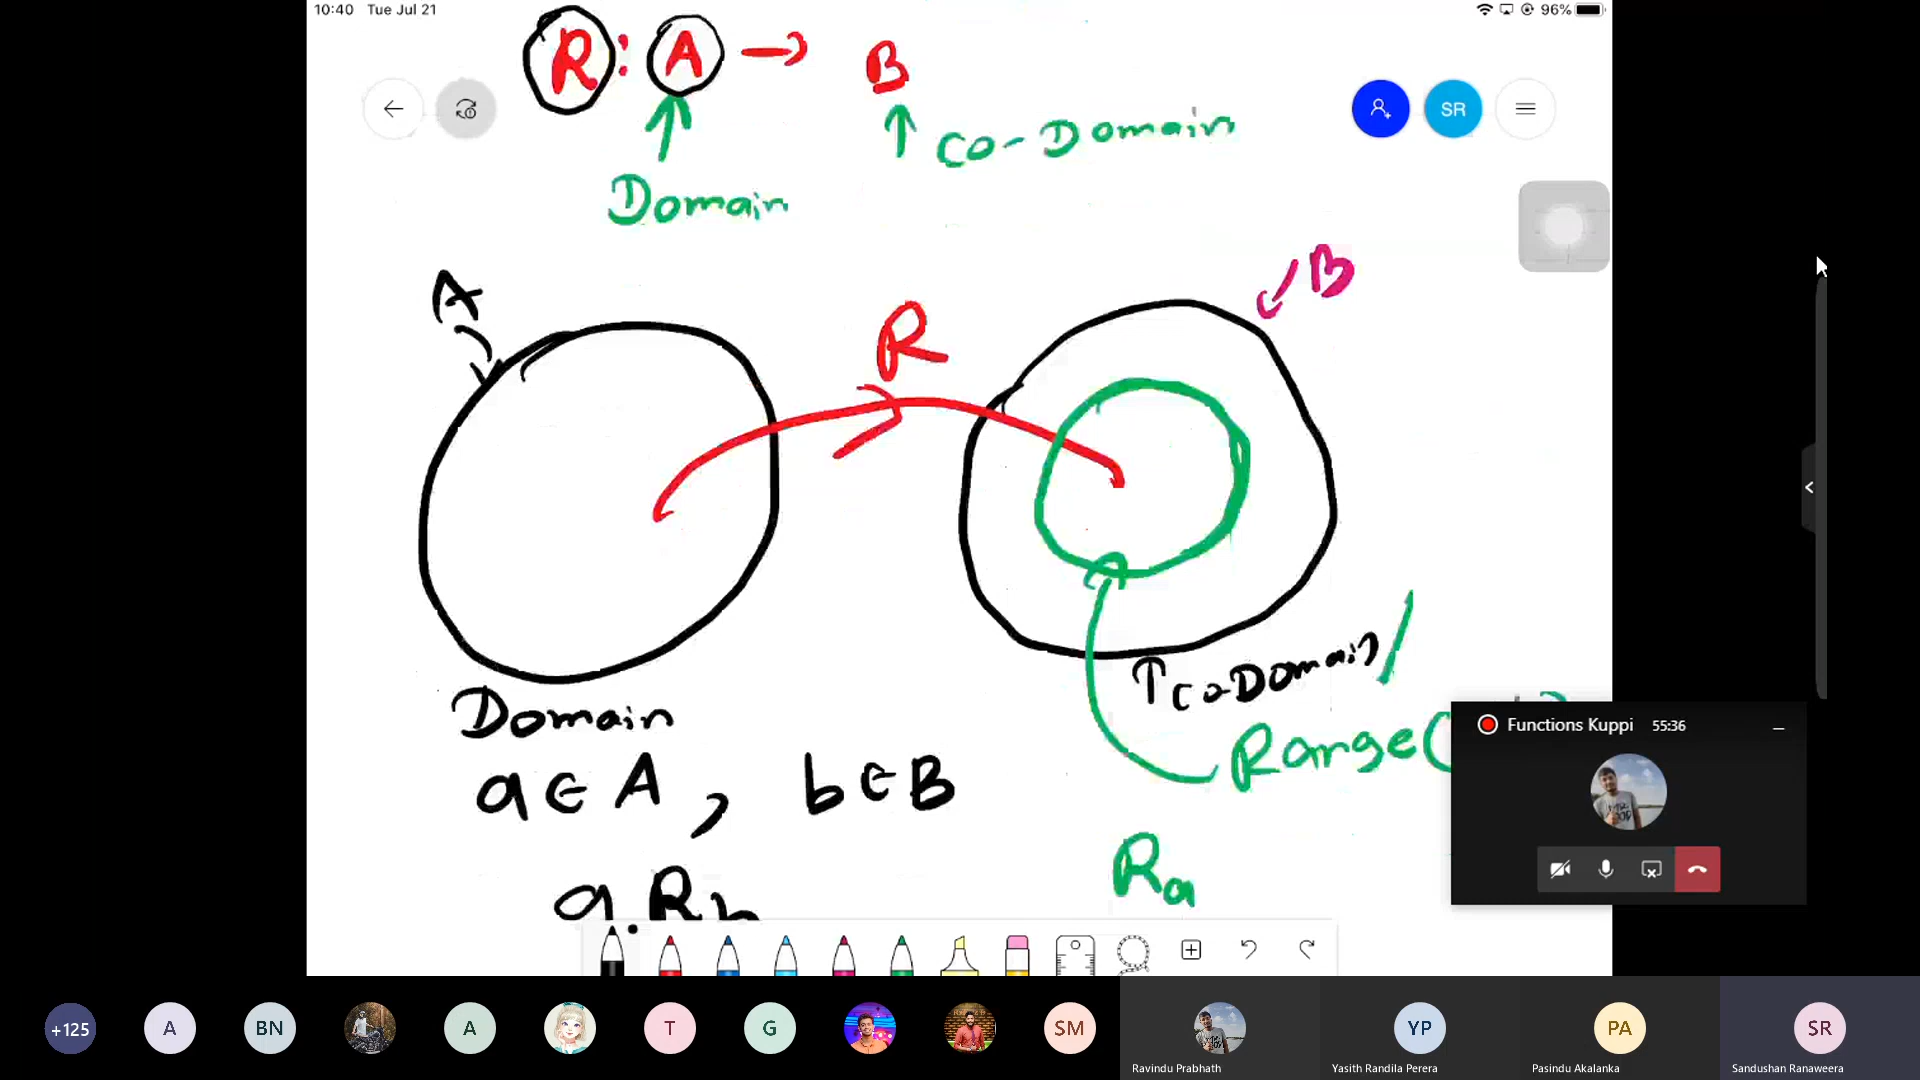 10:40 Tue Jul 21
96%
R: A → B
Co-Domain
Domain
SR
A
R
B
↑ Co-Domain /
Domain
Range(
a ∈ A , b ∈ B
Ra
a.Rb
Functions Kuppi 55:36
+125
A
BN
A
T
G
SM
YP
PA
SR
Ravindu Prabhath
Yasith Randila Perera
Pasindu Akalanka
Sandushan Ranaweera